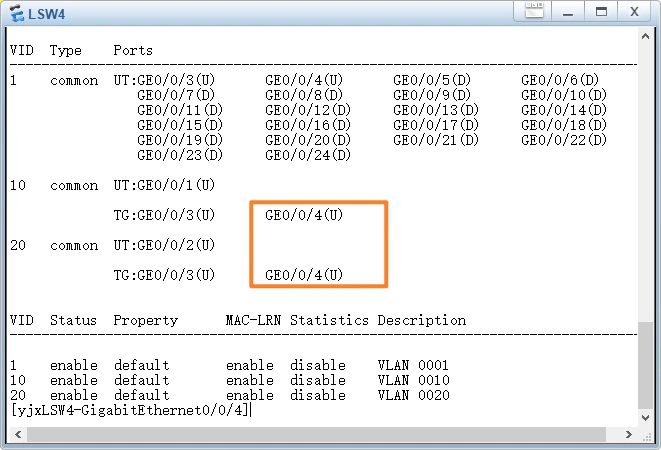 LSW4
VID  Type    Ports
--------------------------------------------------------------------------------
1    common  UT:GE0/0/3(U)      GE0/0/4(U)      GE0/0/5(D)      GE0/0/6(D)
                GE0/0/7(D)      GE0/0/8(D)      GE0/0/9(D)      GE0/0/10(D)
                GE0/0/11(D)     GE0/0/12(D)     GE0/0/13(D)     GE0/0/14(D)
                GE0/0/15(D)     GE0/0/16(D)     GE0/0/17(D)     GE0/0/18(D)
                GE0/0/19(D)     GE0/0/20(D)     GE0/0/21(D)     GE0/0/22(D)
                GE0/0/23(D)     GE0/0/24(D)
10   common  UT:GE0/0/1(U)
             TG:GE0/0/3(U)      GE0/0/4(U)
20   common  UT:GE0/0/2(U)
             TG:GE0/0/3(U)      GE0/0/4(U)
VID  Status  Property      MAC-LRN Statistics Description
--------------------------------------------------------------------------------
1    enable  default       enable  disable    VLAN 0001
10   enable  default       enable  disable    VLAN 0010
20   enable  default       enable  disable    VLAN 0020
[yjxLSW4-GigabitEthernet0/0/4]